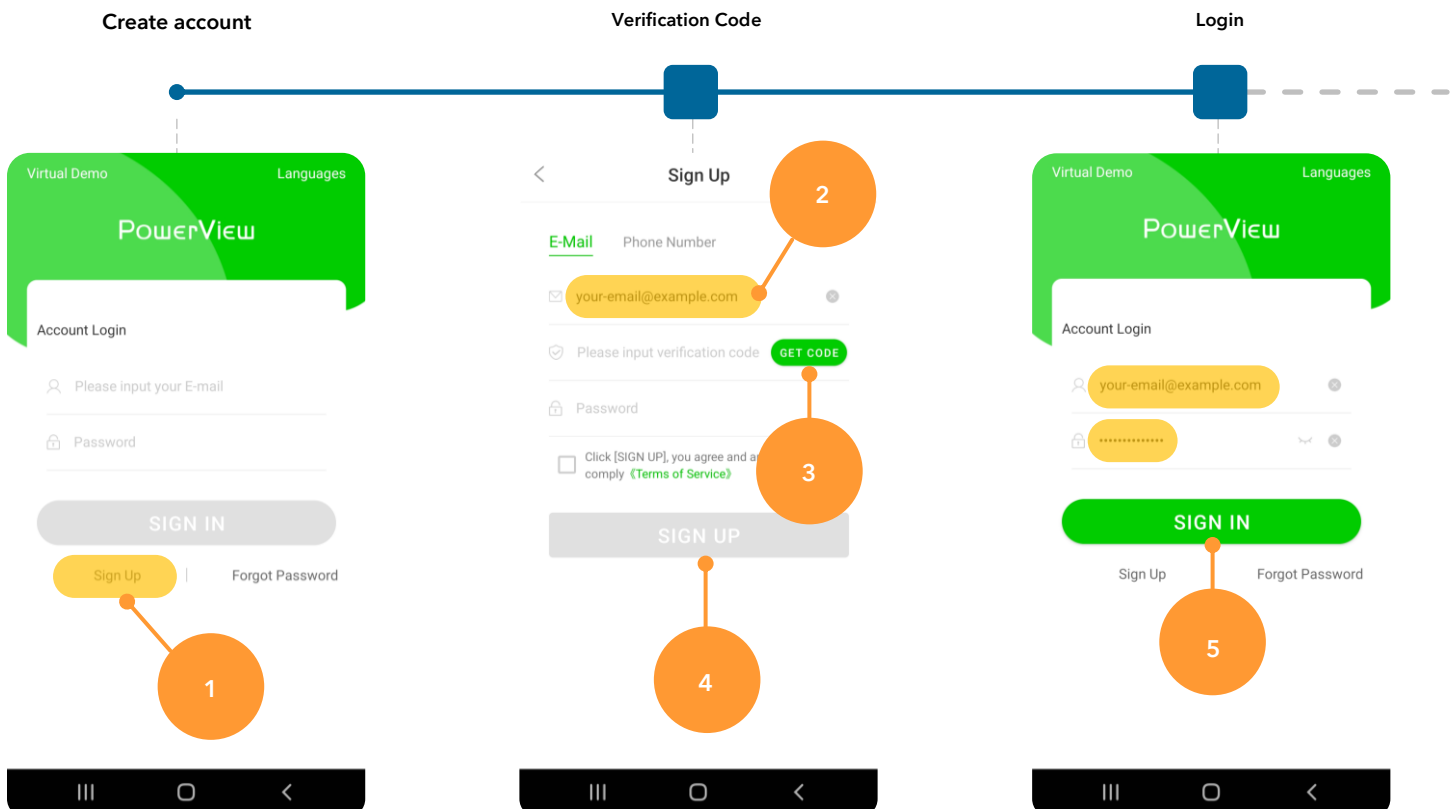 Create account
Verification Code
Login
Virtual Demo
Languages
PowerView
Account Login
Please input your E-mail
Password
SIGN IN
Sign Up
Forgot Password
1
Sign Up
2
E-Mail
Phone Number
your-email@example.com
Please input verification code
GET CODE
Password
Click [SIGN UP], you agree and
comply 《Terms of Service》
3
SIGN UP
4
Virtual Demo
Languages
PowerView
Account Login
your-email@example.com
••••••••••••••
SIGN IN
Sign Up
Forgot Password
5